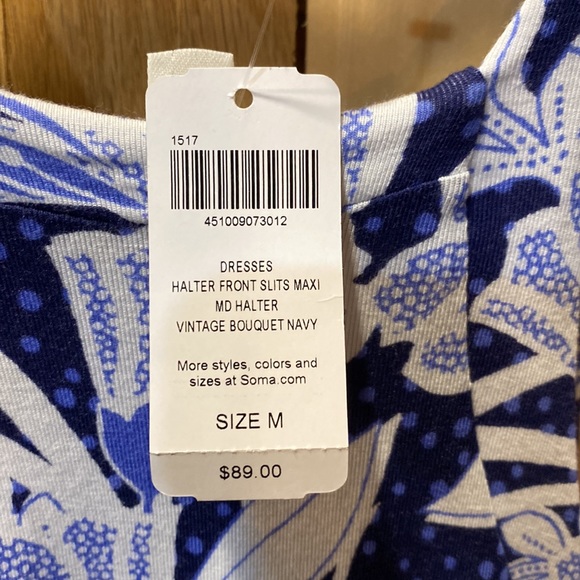 1517
451009073012
DRESSES
HALTER FRONT SLITS MAXI
MD HALTER
VINTAGE BOUQUET NAVY
More styles, colors and
sizes at Soma.com
SIZE M
$89.00